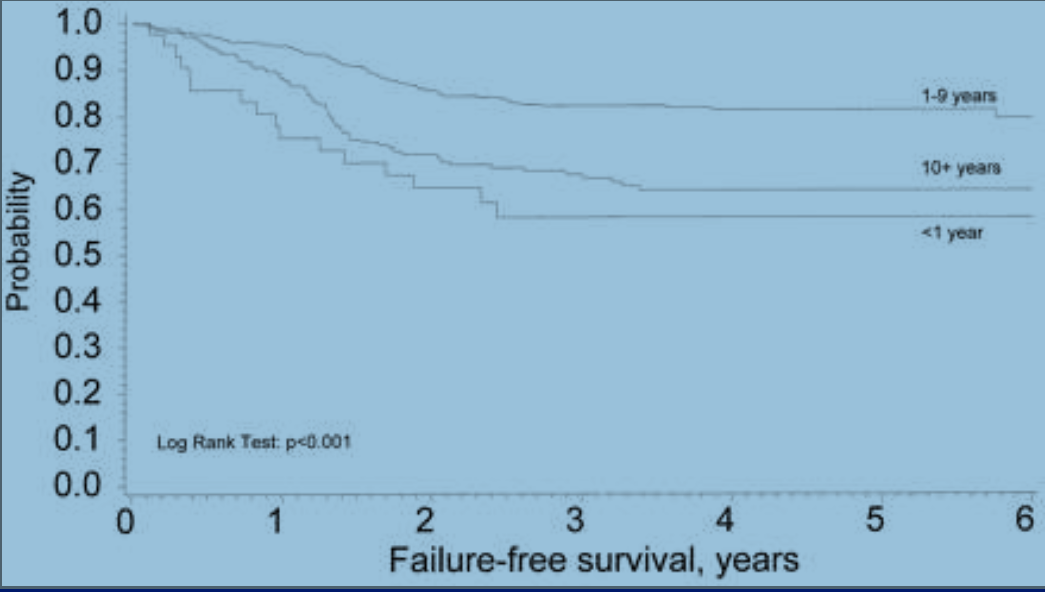 1.0
0.9
0.8
0.7
0.6
0.5
0.4
0.3
0.2
0.1
0.0
Probability
1-9 years
10+ years
<1 year
Log Rank Test: p<0.001
0 1 2 3 4 5 6
Failure-free survival, years